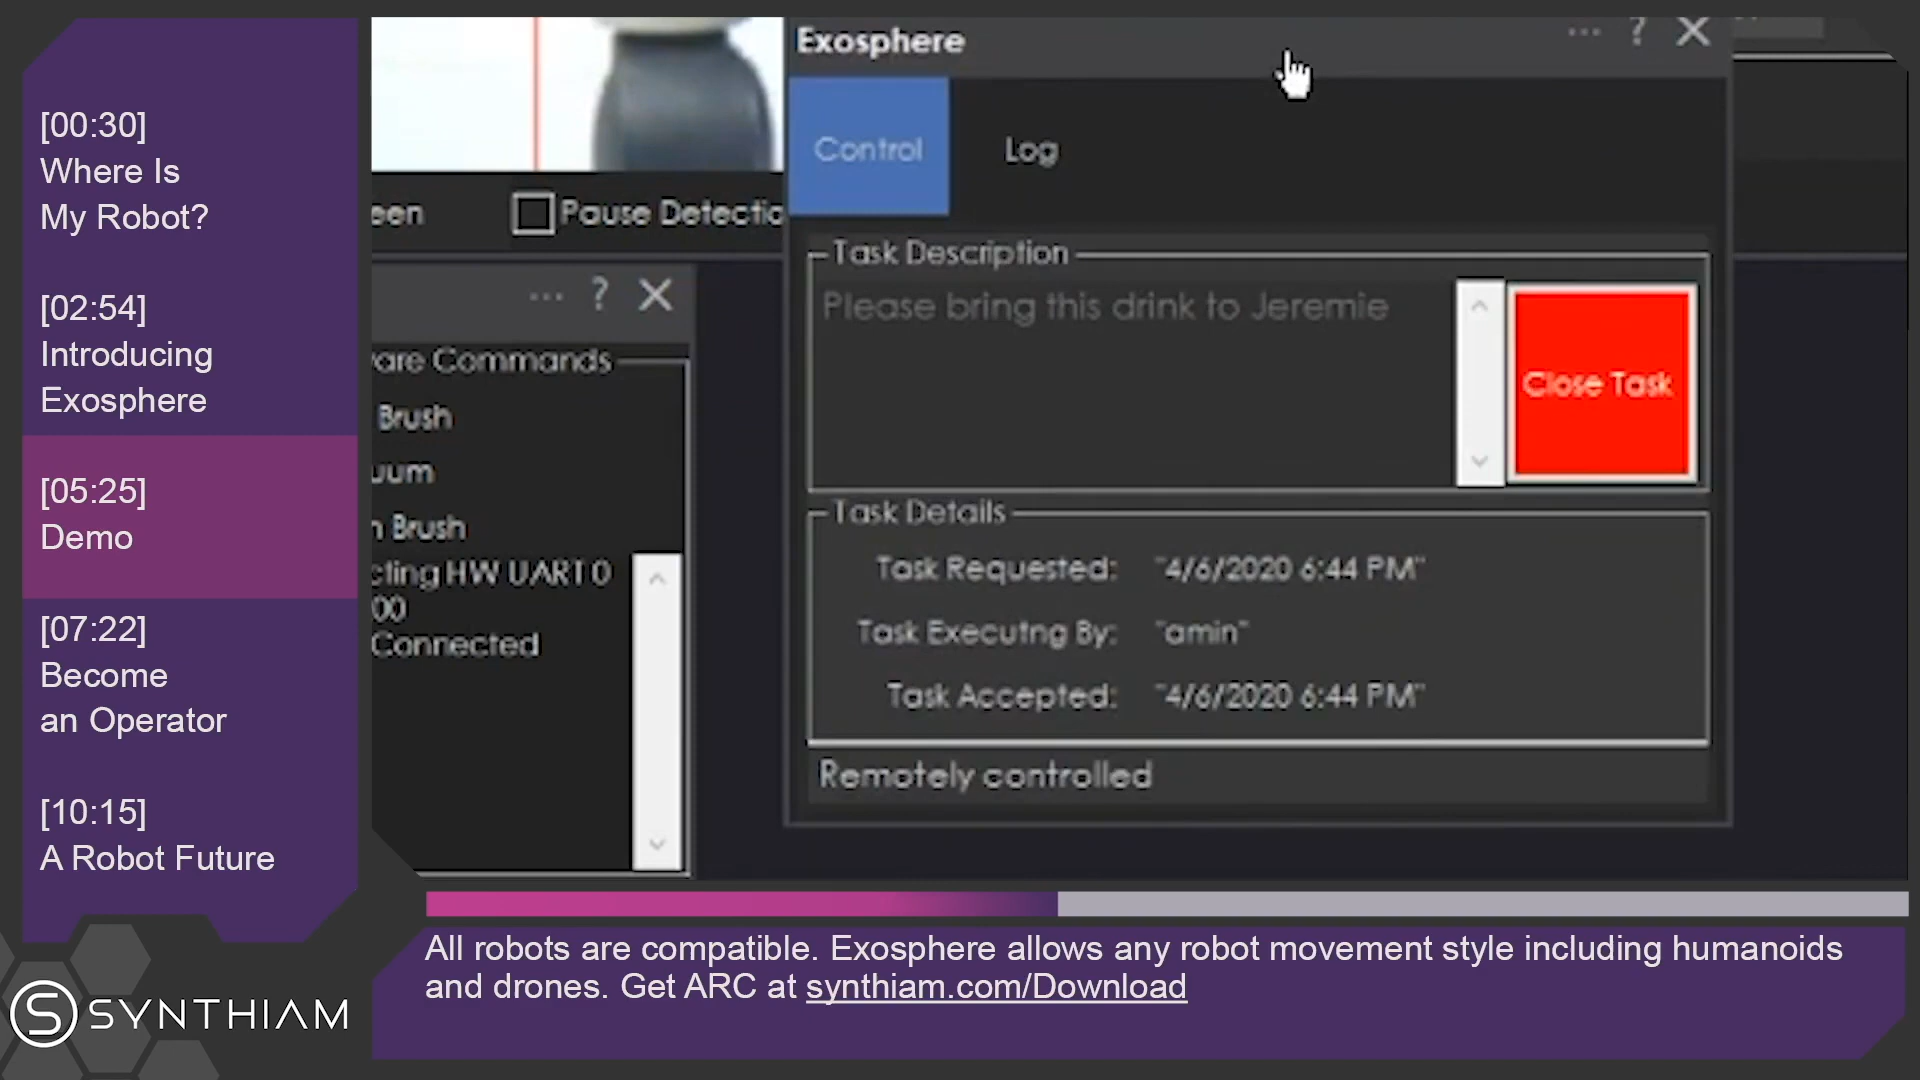 [00:30]
Where Is
My Robot?
[02:54]
Introducing
Exosphere
[05:25]
Demo
[07:22]
Become
an Operator
[10:15]
A Robot Future
SYNTHIAM
een
Pause Detectio
... ? X
are Commands
Brush
uum
n Brush
cting HW UART 0
00
Connected
Exosphere
... ? X
Control
Log
Task Description
Please bring this drink to Jeremie
Close Task
Task Details
Task Requested: "4/6/2020 6:44 PM"
Task Executng By: "amin"
Task Accepted: "4/6/2020 6:44 PM"
Remotely controlled
All robots are compatible. Exosphere allows any robot movement style including humanoids
and drones. Get ARC at synthiam.com/Download